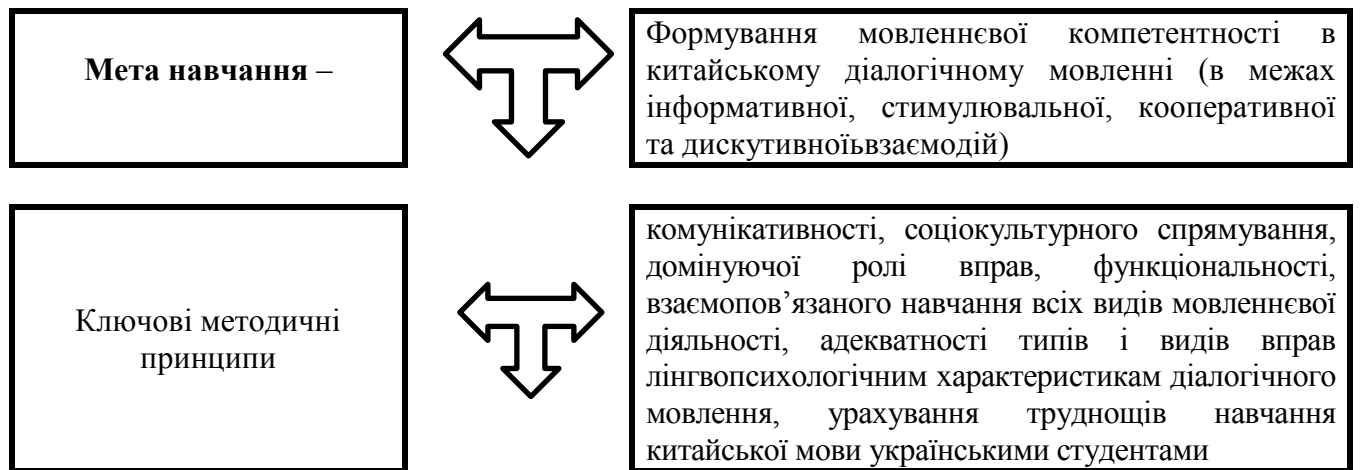 Мета навчання –
Формування мовленнєвої компетентності в
китайському діалогічному мовленні (в межах
інформативної, стимулювальної, кооперативної
та дискутивноїьвзаємодій)
Ключові методичні
принципи
комунікативності, соціокультурного спрямування,
домінуючої ролі вправ, функціональності,
взаємопов’язаного навчання всіх видів мовленнєвої
діяльності, адекватності типів і видів вправ
лінгвопсихологічним характеристикам діалогічного
мовлення, урахування труднощів навчання
китайської мови українськими студентами